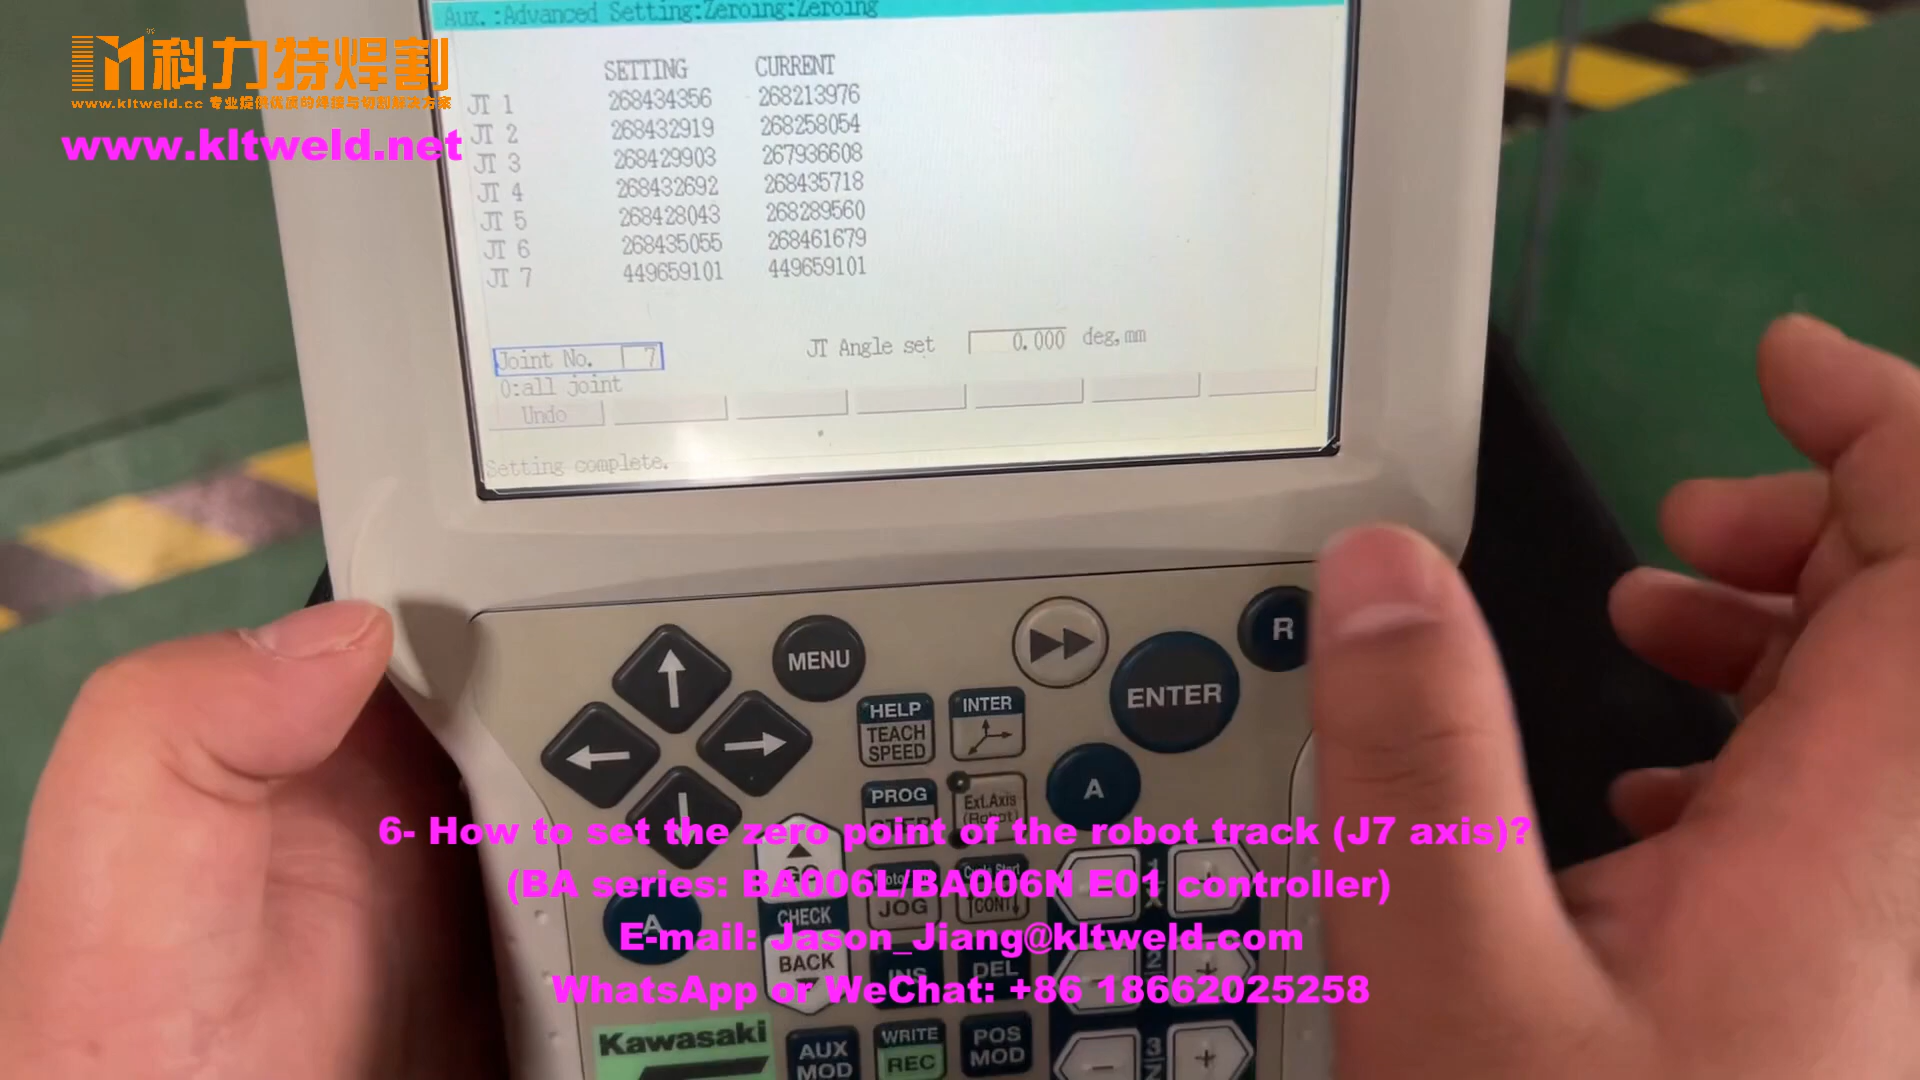 Aux.:Advanced Setting:Zeroing:Zeroing
科力特焊割
www.kltweld.cc 专业提供优质的焊接与切割解决方案
www.kltweld.net
SETTING CURRENT
JT 1 268434356 268213976
JT 2 268432919 268258054
JT 3 268429903 267936608
JT 4 268432692 268435718
JT 5 268428043 268289560
JT 6 268435055 268461679
JT 7 449659101 449659101
Joint No. 7 JT Angle set 0.000 deg,mm
0:all joint
Undo
Setting complete.
MENU
R
ENTER
HELP
TEACH
SPEED
INTER
A
PROG
Ext.Axis
6- How to set the zero point of the robot track (J7 axis)?
(BA series: BA006L/BA006N E01 controller)
JOG
CONT
A
CHECK
E-mail: Jason_Jiang@kltweld.com
BACK
INS
DEL
2
WhatsApp or WeChat: +86 18662025258
Kawasaki
AUX
MOD
WRITE
REC
POS
MOD
3